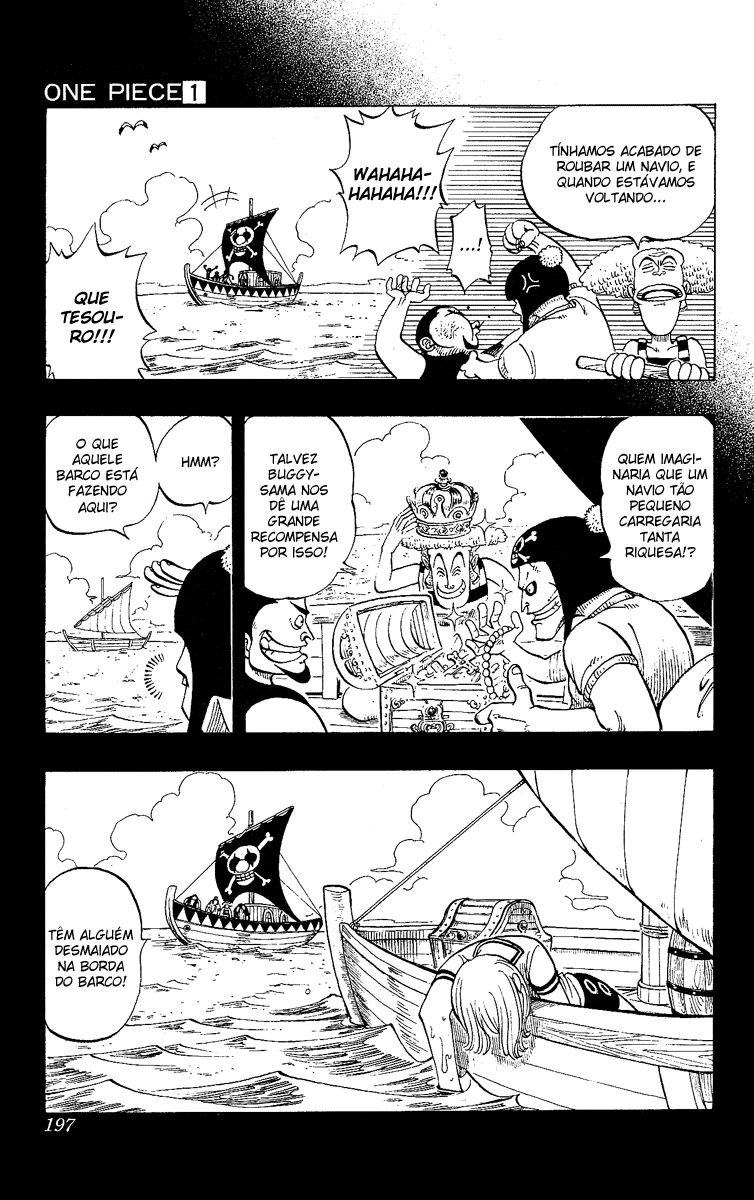 ONE PIECE 1
TÍNHAMOS ACABADO DE
ROUBAR UM NAVIO, E
QUANDO ESTÁVAMOS
VOLTANDO...
...!
WAHAHA-
HAHAHA!!!
QUE
TESOU-
RO!!!
QUEM IMAGI-
NARIA QUE UM
NAVIO TÃO
PEQUENO
CARREGARIA
TANTA
RIQUESA!?
TALVEZ
BUGGY-
SAMA NOS
DÊ UMA
GRANDE
RECOMPENSA
POR ISSO!
HMM?
O QUE
AQUELE
BARCO ESTÁ
FAZENDO
AQUI?
TÊM ALGUÉM
DESMAIADO
NA BORDA
DO BARCO!
197